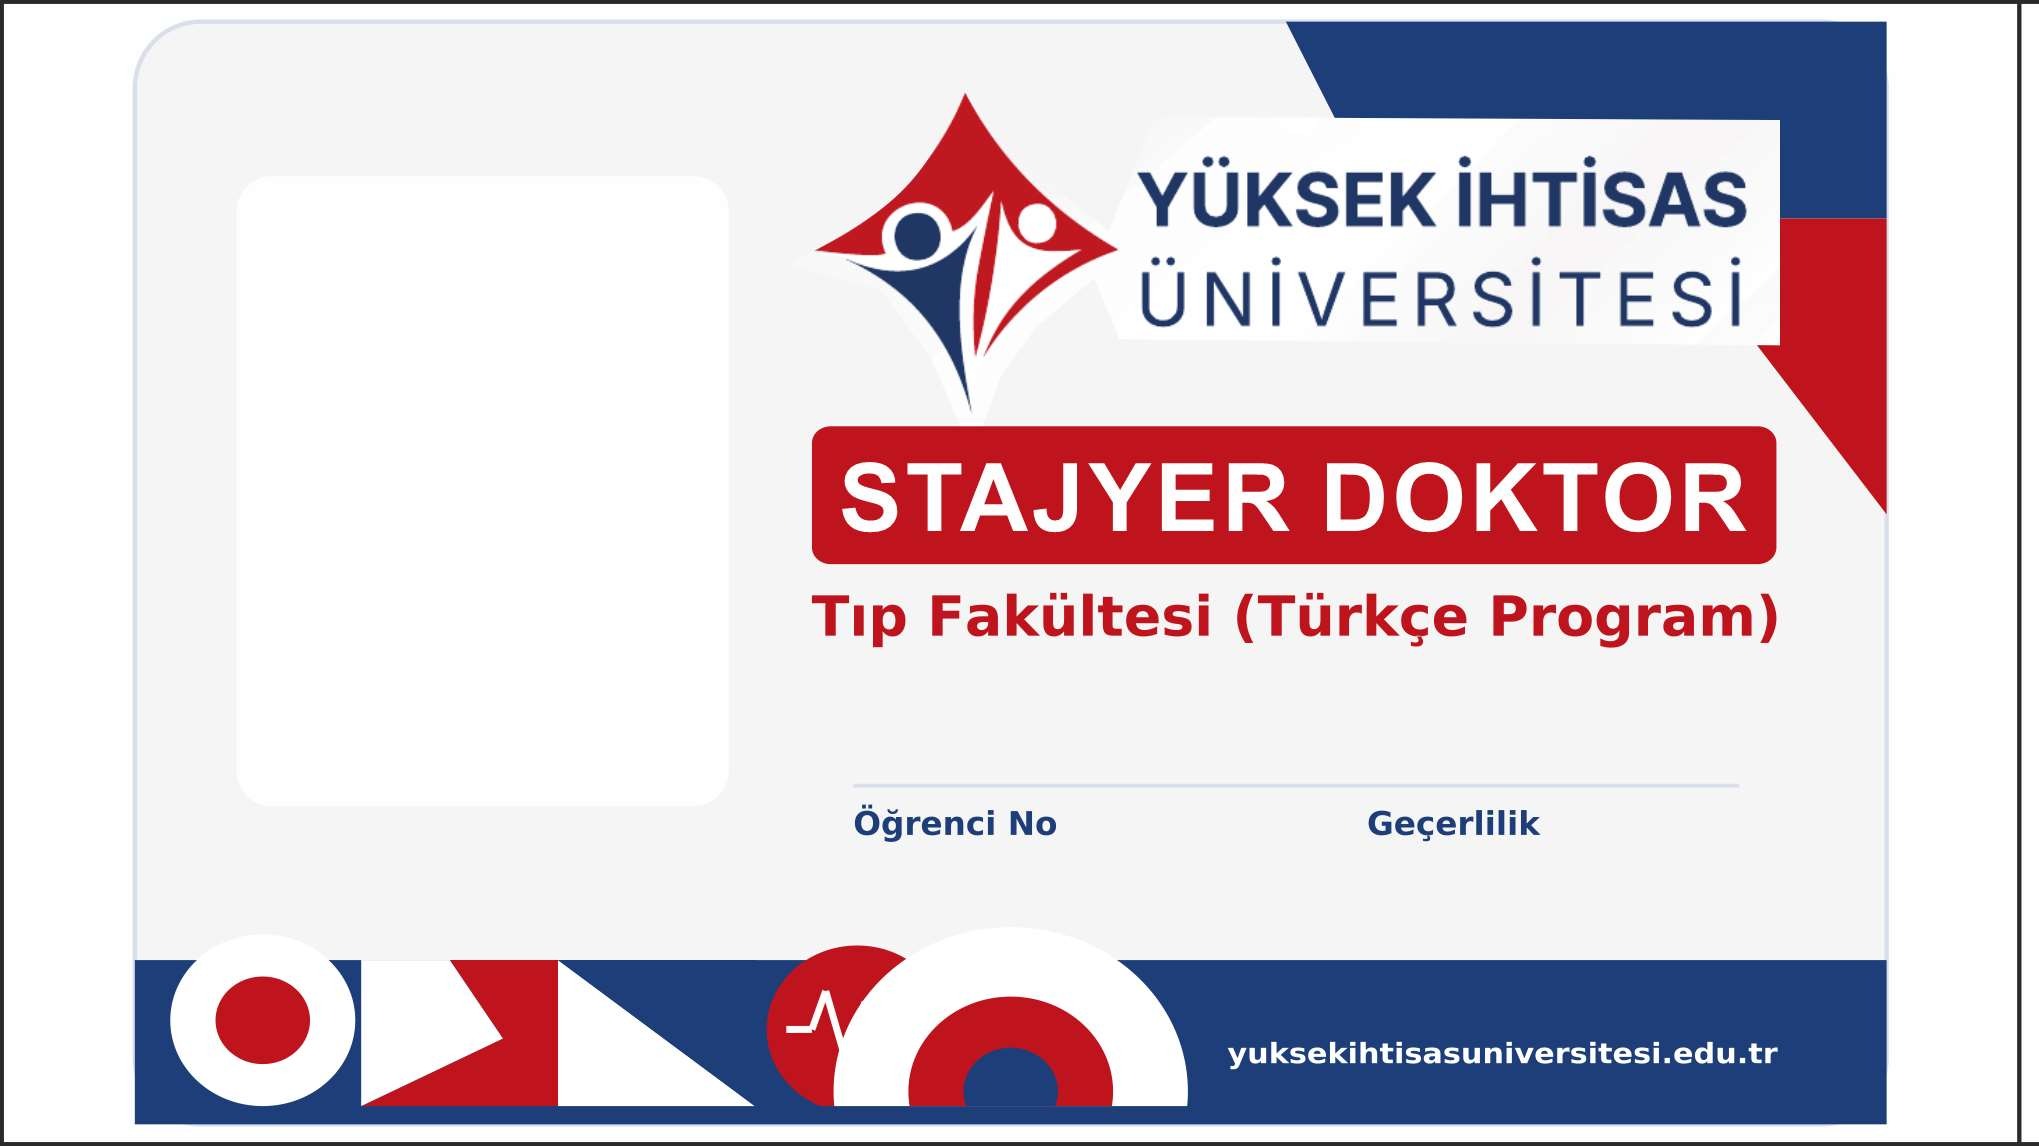 YÜKSEK İHTİSAS
ÜNİVERSİTESİ
STAJYER DOKTOR
Tıp Fakültesi (Türkçe Program)
Öğrenci No
Geçerlilik
yuksekihtisasuniversitesi.edu.tr